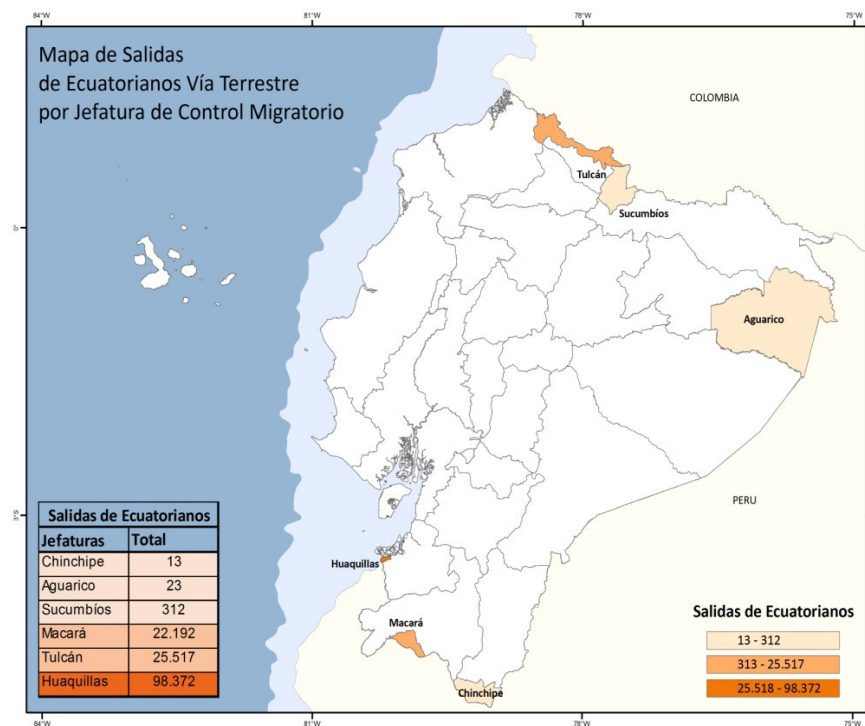 84°W
81°W
78°W
75°W
Mapa de Salidas
de Ecuatorianos Vía Terrestre
por Jefatura de Control Migratorio
COLOMBIA
Tulcán
Sucumbíos
0°
Aguarico
3°S
PERU
Huaquillas
Macará
Chinchipe
Salidas de Ecuatorianos
Jefaturas Total
Chinchipe 13
Aguarico 23
Sucumbíos 312
Macará 22.192
Tulcán 25.517
Huaquillas 98.372
Salidas de Ecuatorianos
13 - 312
313 - 25.517
25.518 - 98.372
84°W
81°W
78°W
75°W